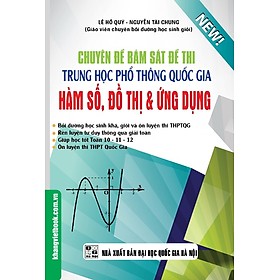 LÊ HỒ QUÝ - NGUYỄN TÀI CHUNG
(Giáo viên chuyên bồi dưỡng học sinh giỏi)
NEW!
CHUYÊN ĐỀ BÁM SÁT ĐỀ THI
TRUNG HỌC PHỔ THÔNG QUỐC GIA
HÀM SỐ, ĐỒ THỊ & ỨNG DỤNG
• Bồi dưỡng học sinh khá, giỏi và ôn luyện thi THPTQG
• Rèn luyện tư duy thông qua giải toán
• Giúp học tốt Toán 10 - 11 - 12
• Ôn luyện thi THPT Quốc Gia
khangvietbook.com.vn
NHÀ XUẤT BẢN ĐẠI HỌC QUỐC GIA HÀ NỘI